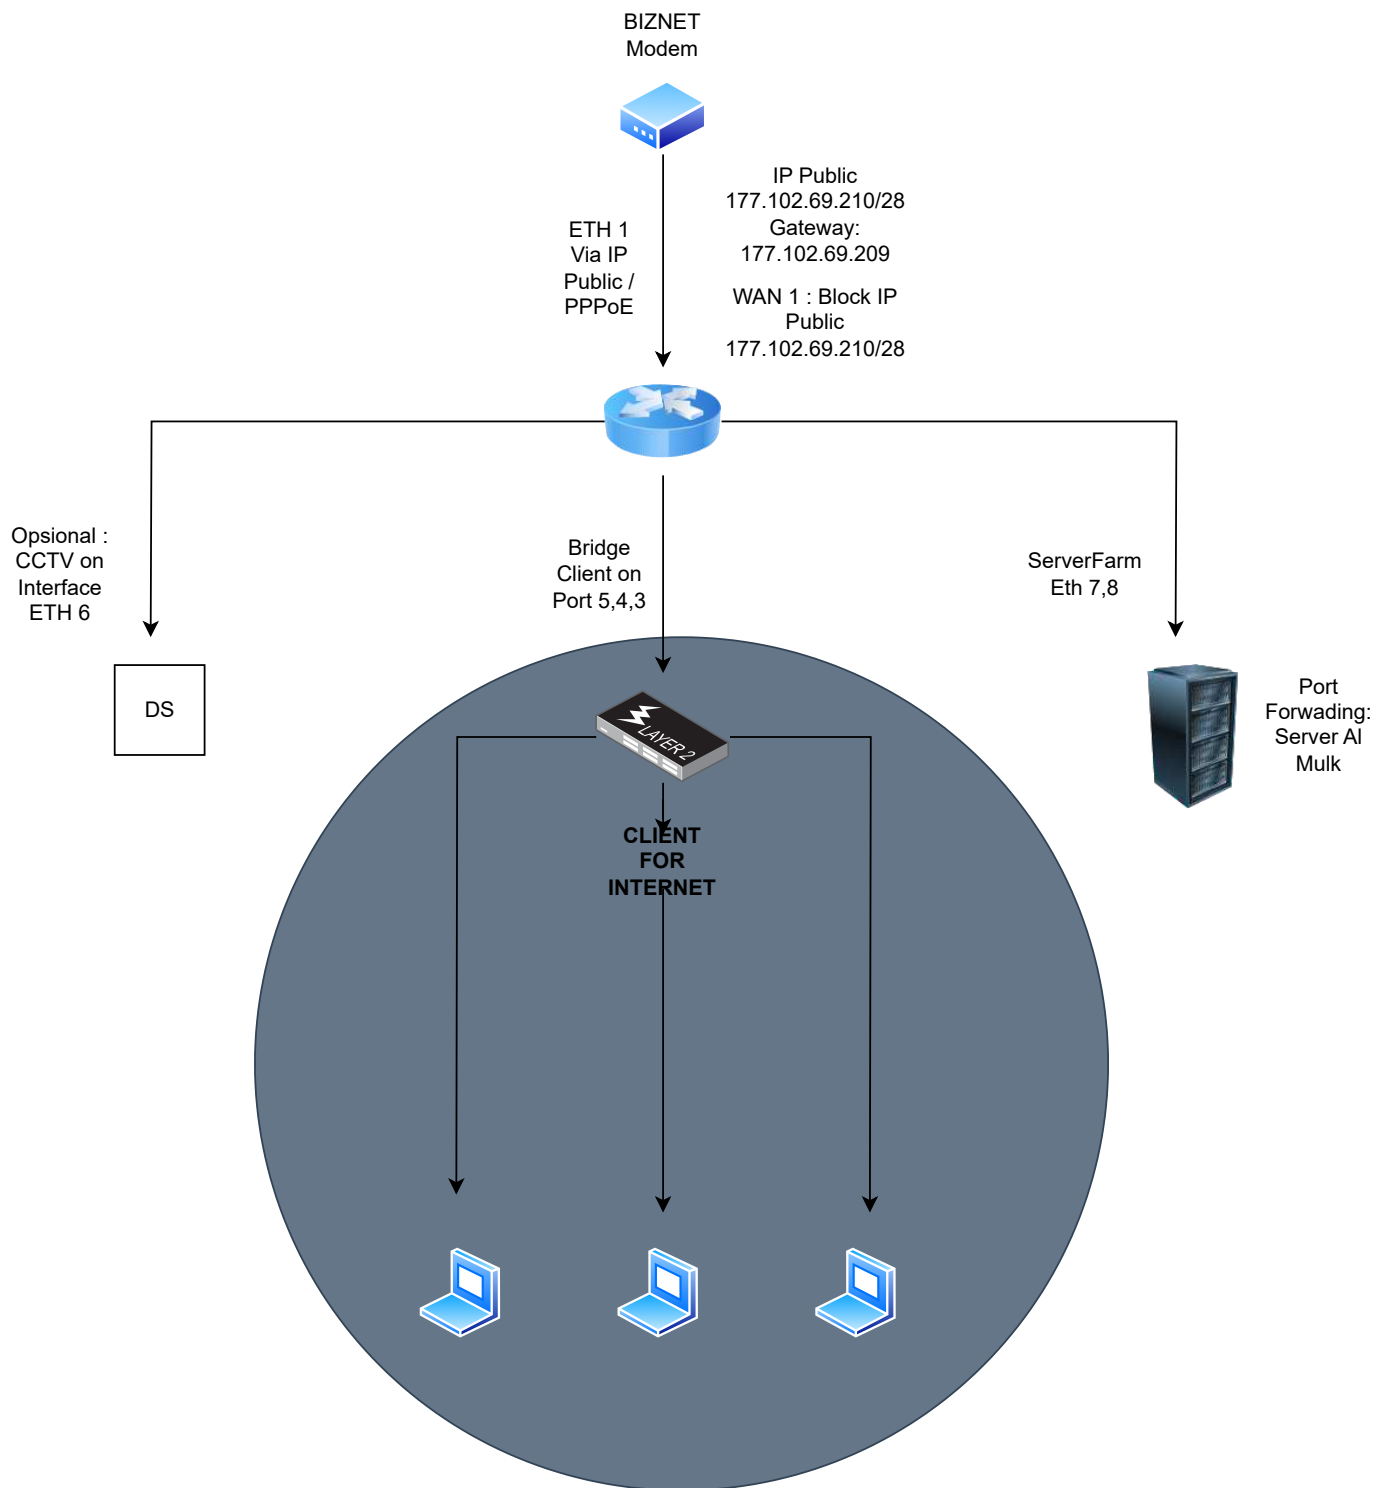 BIZNET
Modem
IP Public
177.102.69.210/28
Gateway:
177.102.69.209
ETH 1
Via IP
Public /
PPPoE
WAN 1 : Block IP
Public
177.102.69.210/28
Opsional :
CCTV on
Interface
ETH 6
Bridge
Client on
Port 5,4,3
ServerFarm
Eth 7,8
DS
LAYER 2
Port
Forwading:
Server Al
Mulk
CLIENT
FOR
INTERNET